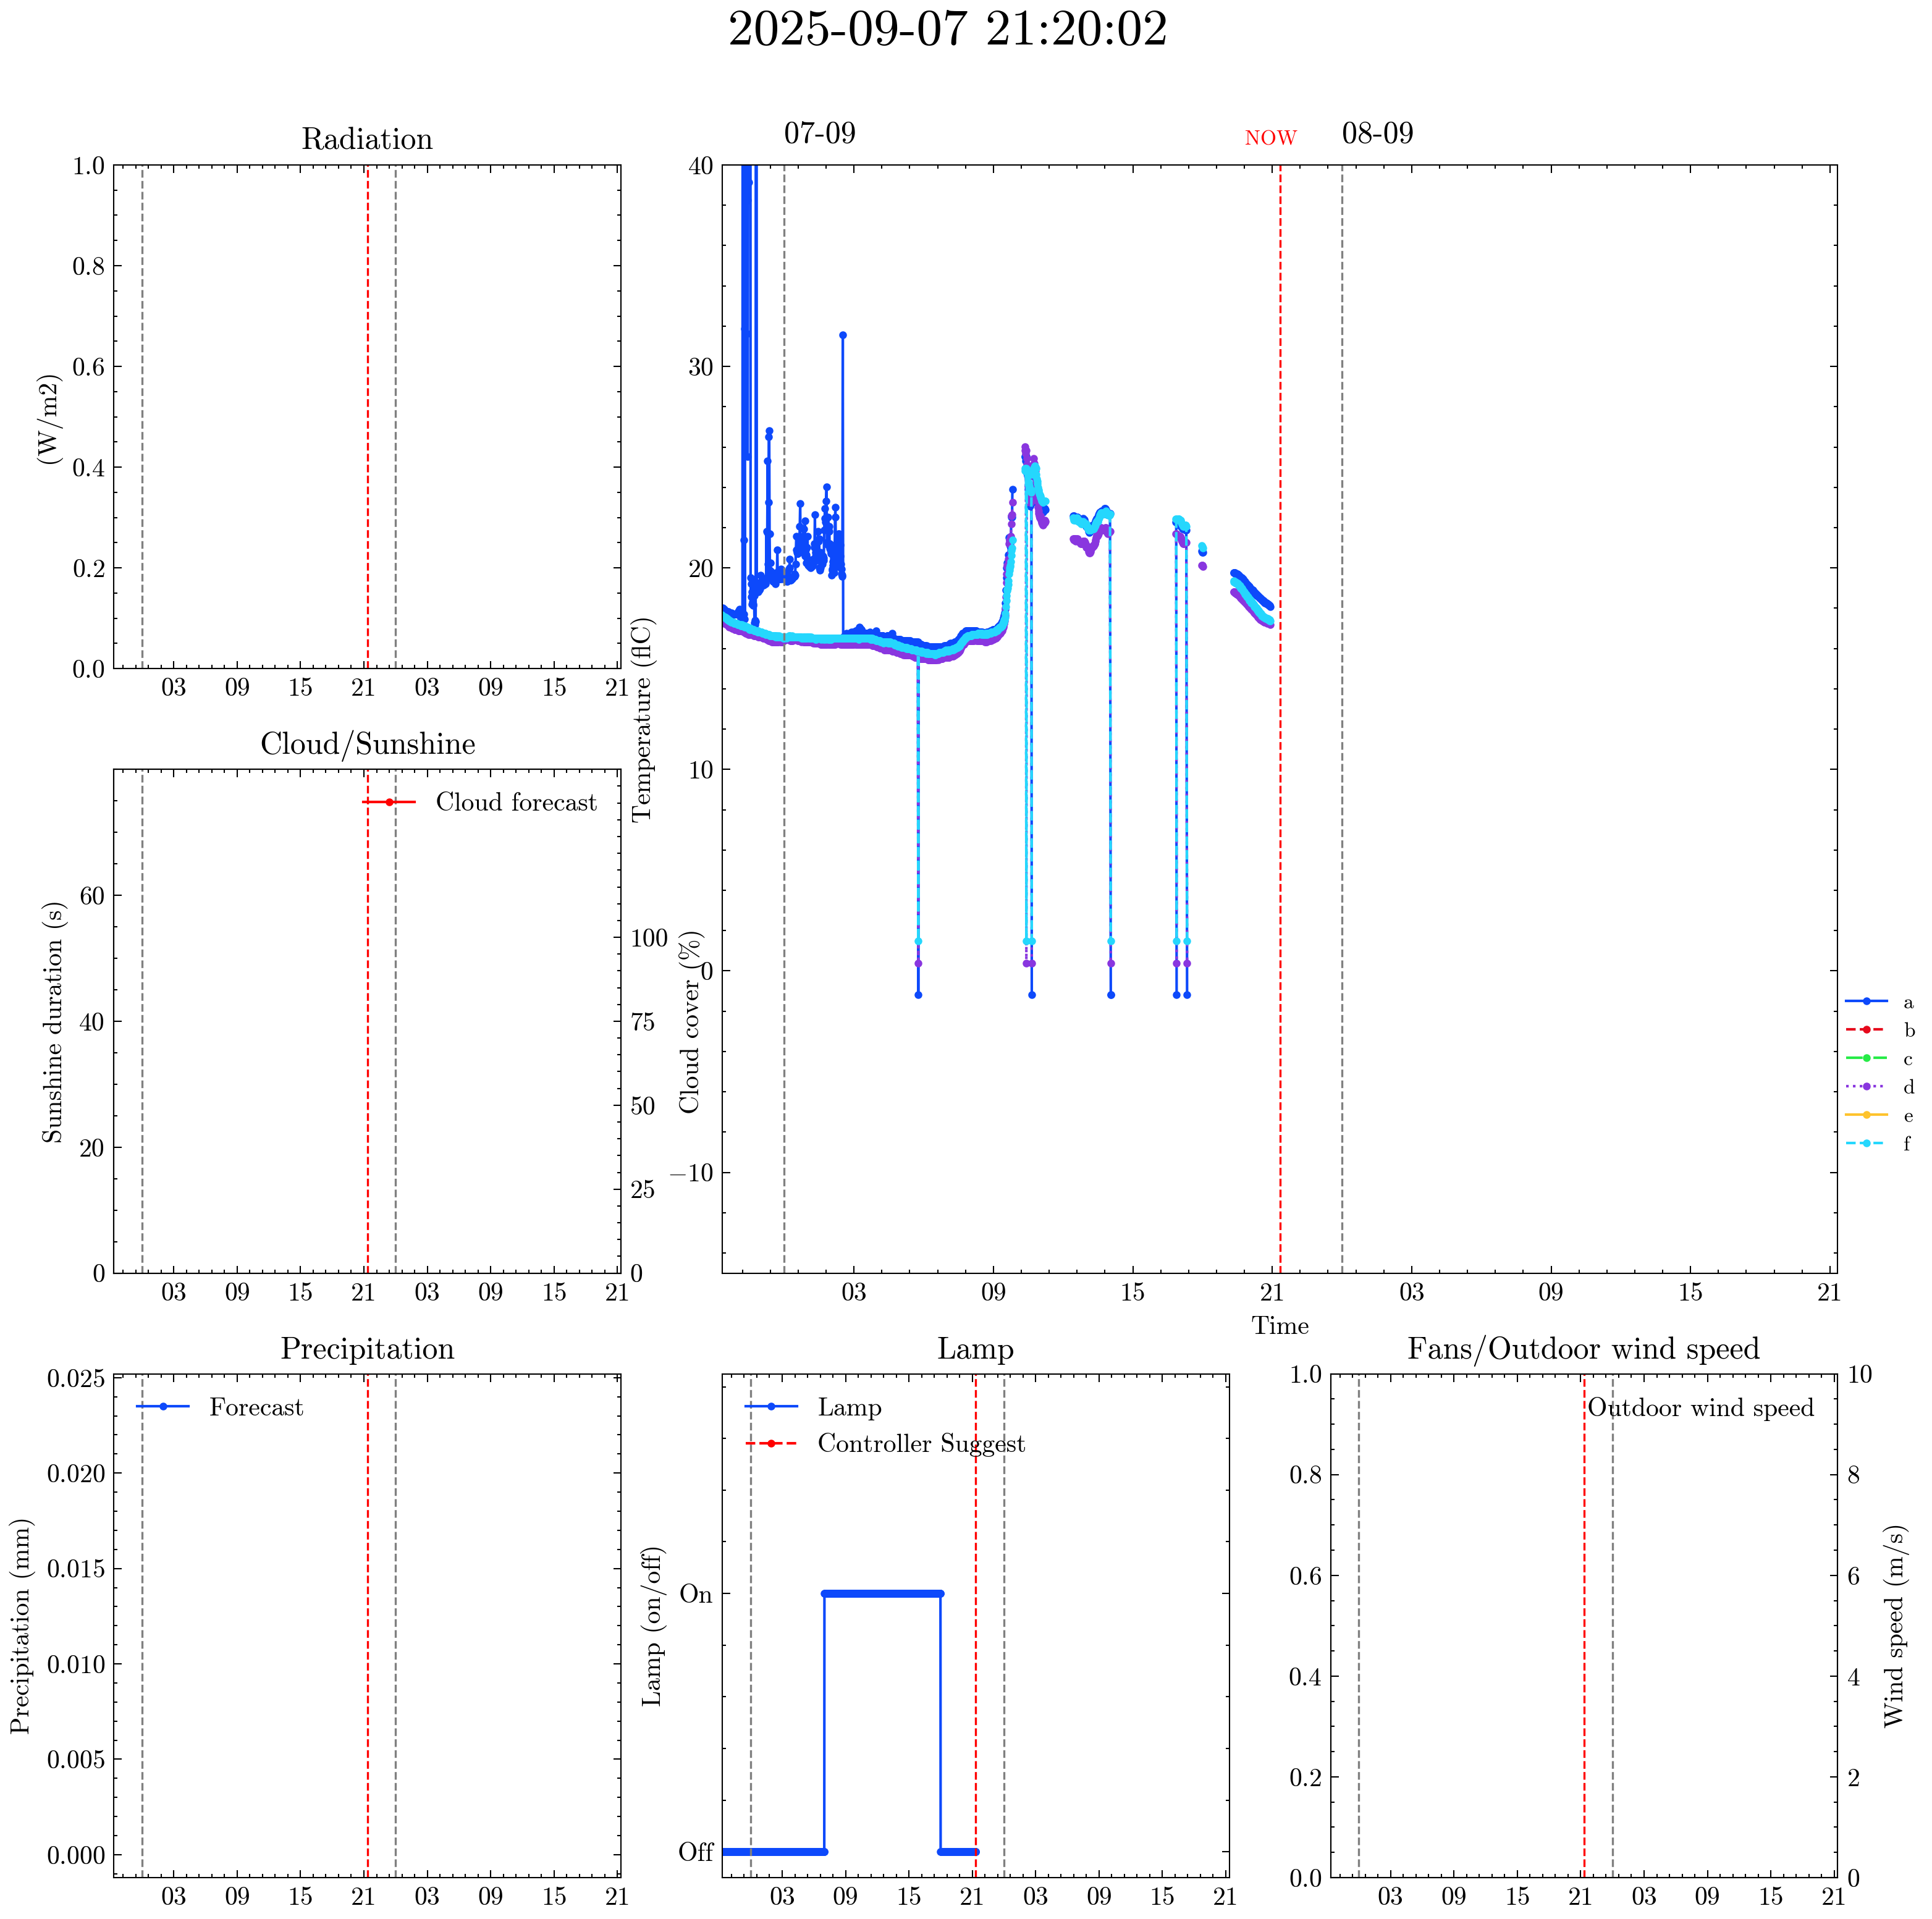 2025-09-07 21:20:02
Radiation
07-09
NOW
08-09
(W/m2)
1.0
0.8
0.6
0.4
0.2
0.0
03 09 15 21 03 09 15 21
Temperature (flC)
40
30
20
10
0
−10
03 09 15 21 03 09 15 21
Time
a
b
c
d
e
f
Cloud/Sunshine
Cloud forecast
Sunshine duration (s)
60
40
20
0
100
75
50
25
0
Cloud cover (%)
03 09 15 21 03 09 15 21
Precipitation
Forecast
Precipitation (mm)
0.025
0.020
0.015
0.010
0.005
0.000
03 09 15 21 03 09 15 21
Lamp
Lamp
Controller Suggest
Lamp (on/off)
On
Off
03 09 15 21 03 09 15 21
Fans/Outdoor wind speed
Outdoor wind speed
1.0
0.8
0.6
0.4
0.2
0.0
10
8
6
4
2
0
Wind speed (m/s)
03 09 15 21 03 09 15 21